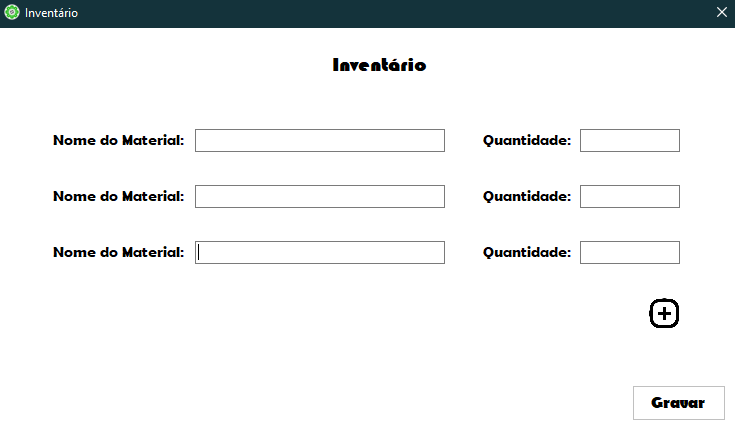 Inventário
Inventário
Nome do Material: Quantidade:
Nome do Material: Quantidade:
Nome do Material: Quantidade:
Gravar